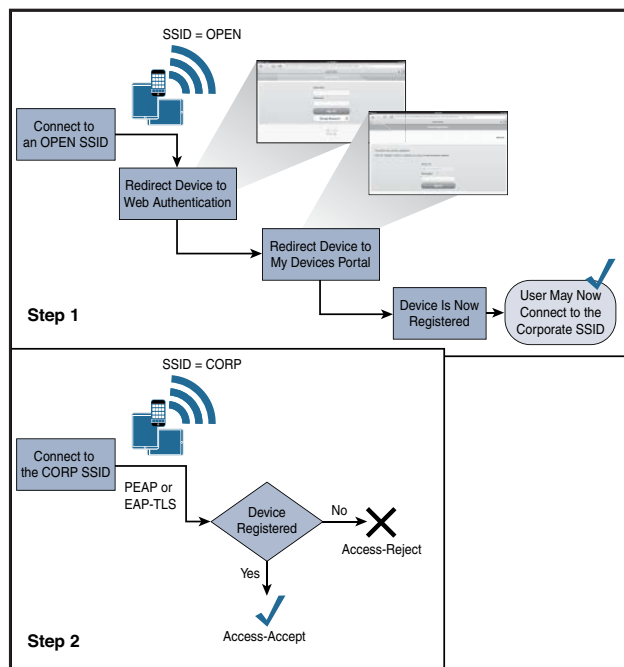 SSID = OPEN
Connect to
an OPEN SSID
Redirect Device to
Web Authentication
Redirect Device to
My Devices Portal
Device Is Now
Registered
User May Now
Connect to the
Corporate SSID
Step 1
SSID = CORP
Connect to
the CORP SSID
PEAP or
EAP-TLS
Device
Registered
No
Access-Reject
Yes
Access-Accept
Step 2